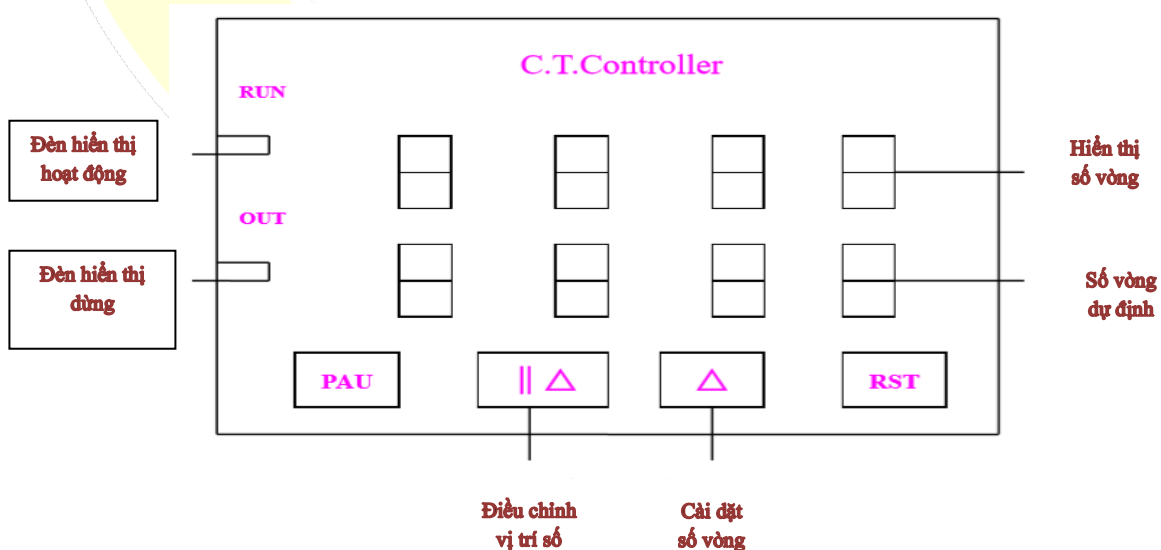 C.T.Controller
RUN
Đèn hiển thị
hoạt động
Hiển thị
số vòng
OUT
Đèn hiển thị
dừng
Số vòng
dự định
PAU
|| △
△
RST
Điều chỉnh
vị trí số
Cài dặt
số vòng